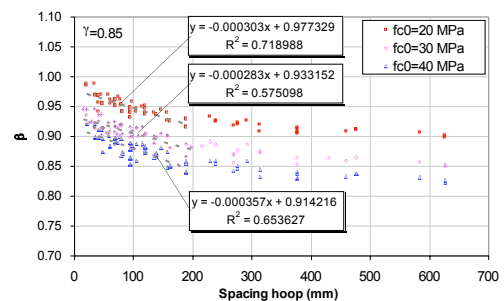 1.10
1.05
1.00
0.95
0.90
0.85
0.80
0.75
0.70
β
γ=0.85
y = -0.000303x + 0.977329
R² = 0.718988
y = -0.000283x + 0.933152
R² = 0.575098
y = -0.000357x + 0.914216
R² = 0.653627
fc0=20 MPa
fc0=30 MPa
fc0=40 MPa
0 100 200 300 400 500 600 700
Spacing hoop (mm)